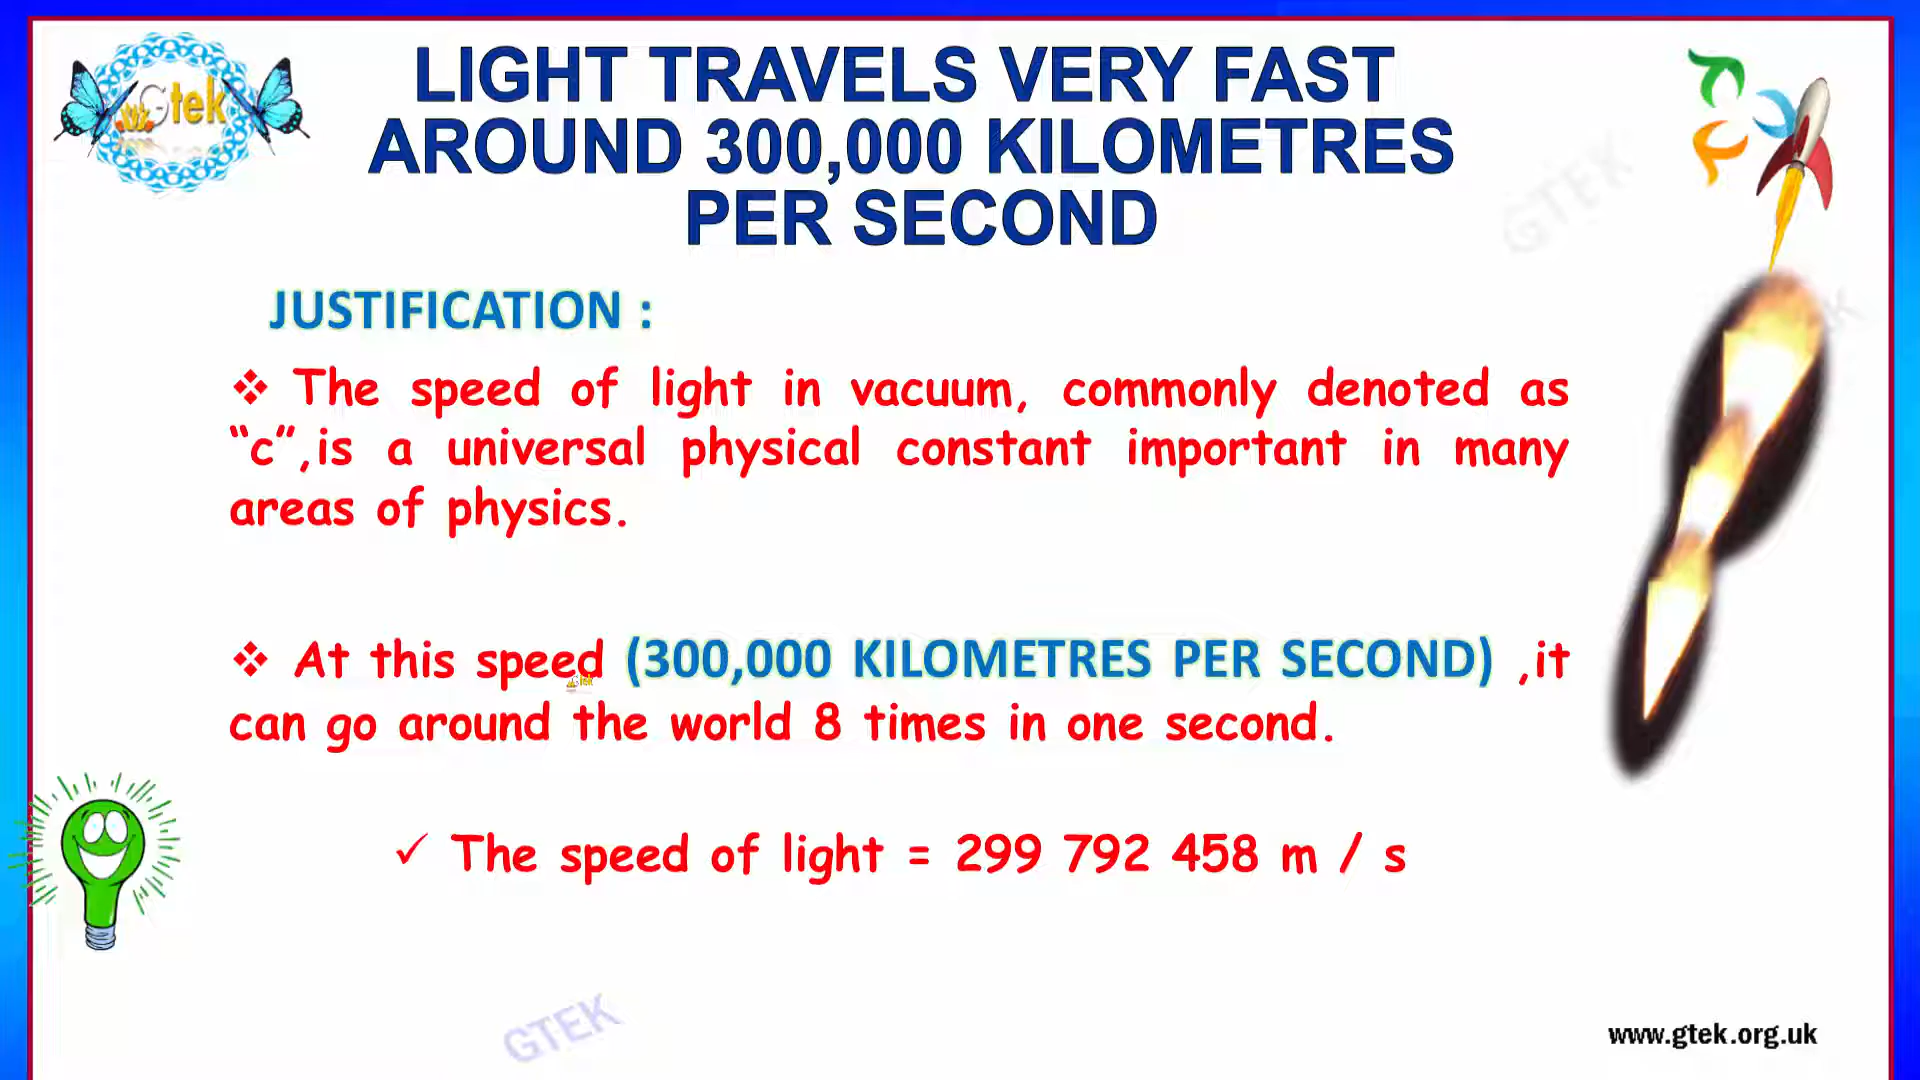 Gtek
LIGHT TRAVELS VERY FAST
AROUND 300,000 KILOMETRES
PER SECOND
GTEK
JUSTIFICATION :
❖ The speed of light in vacuum, commonly denoted as
“c”,is a universal physical constant important in many
areas of physics.
❖ At this speed (300,000 KILOMETRES PER SECOND) ,it
can go around the world 8 times in one second.
✓ The speed of light = 299 792 458 m / s
GTEK
www.gtek.org.uk